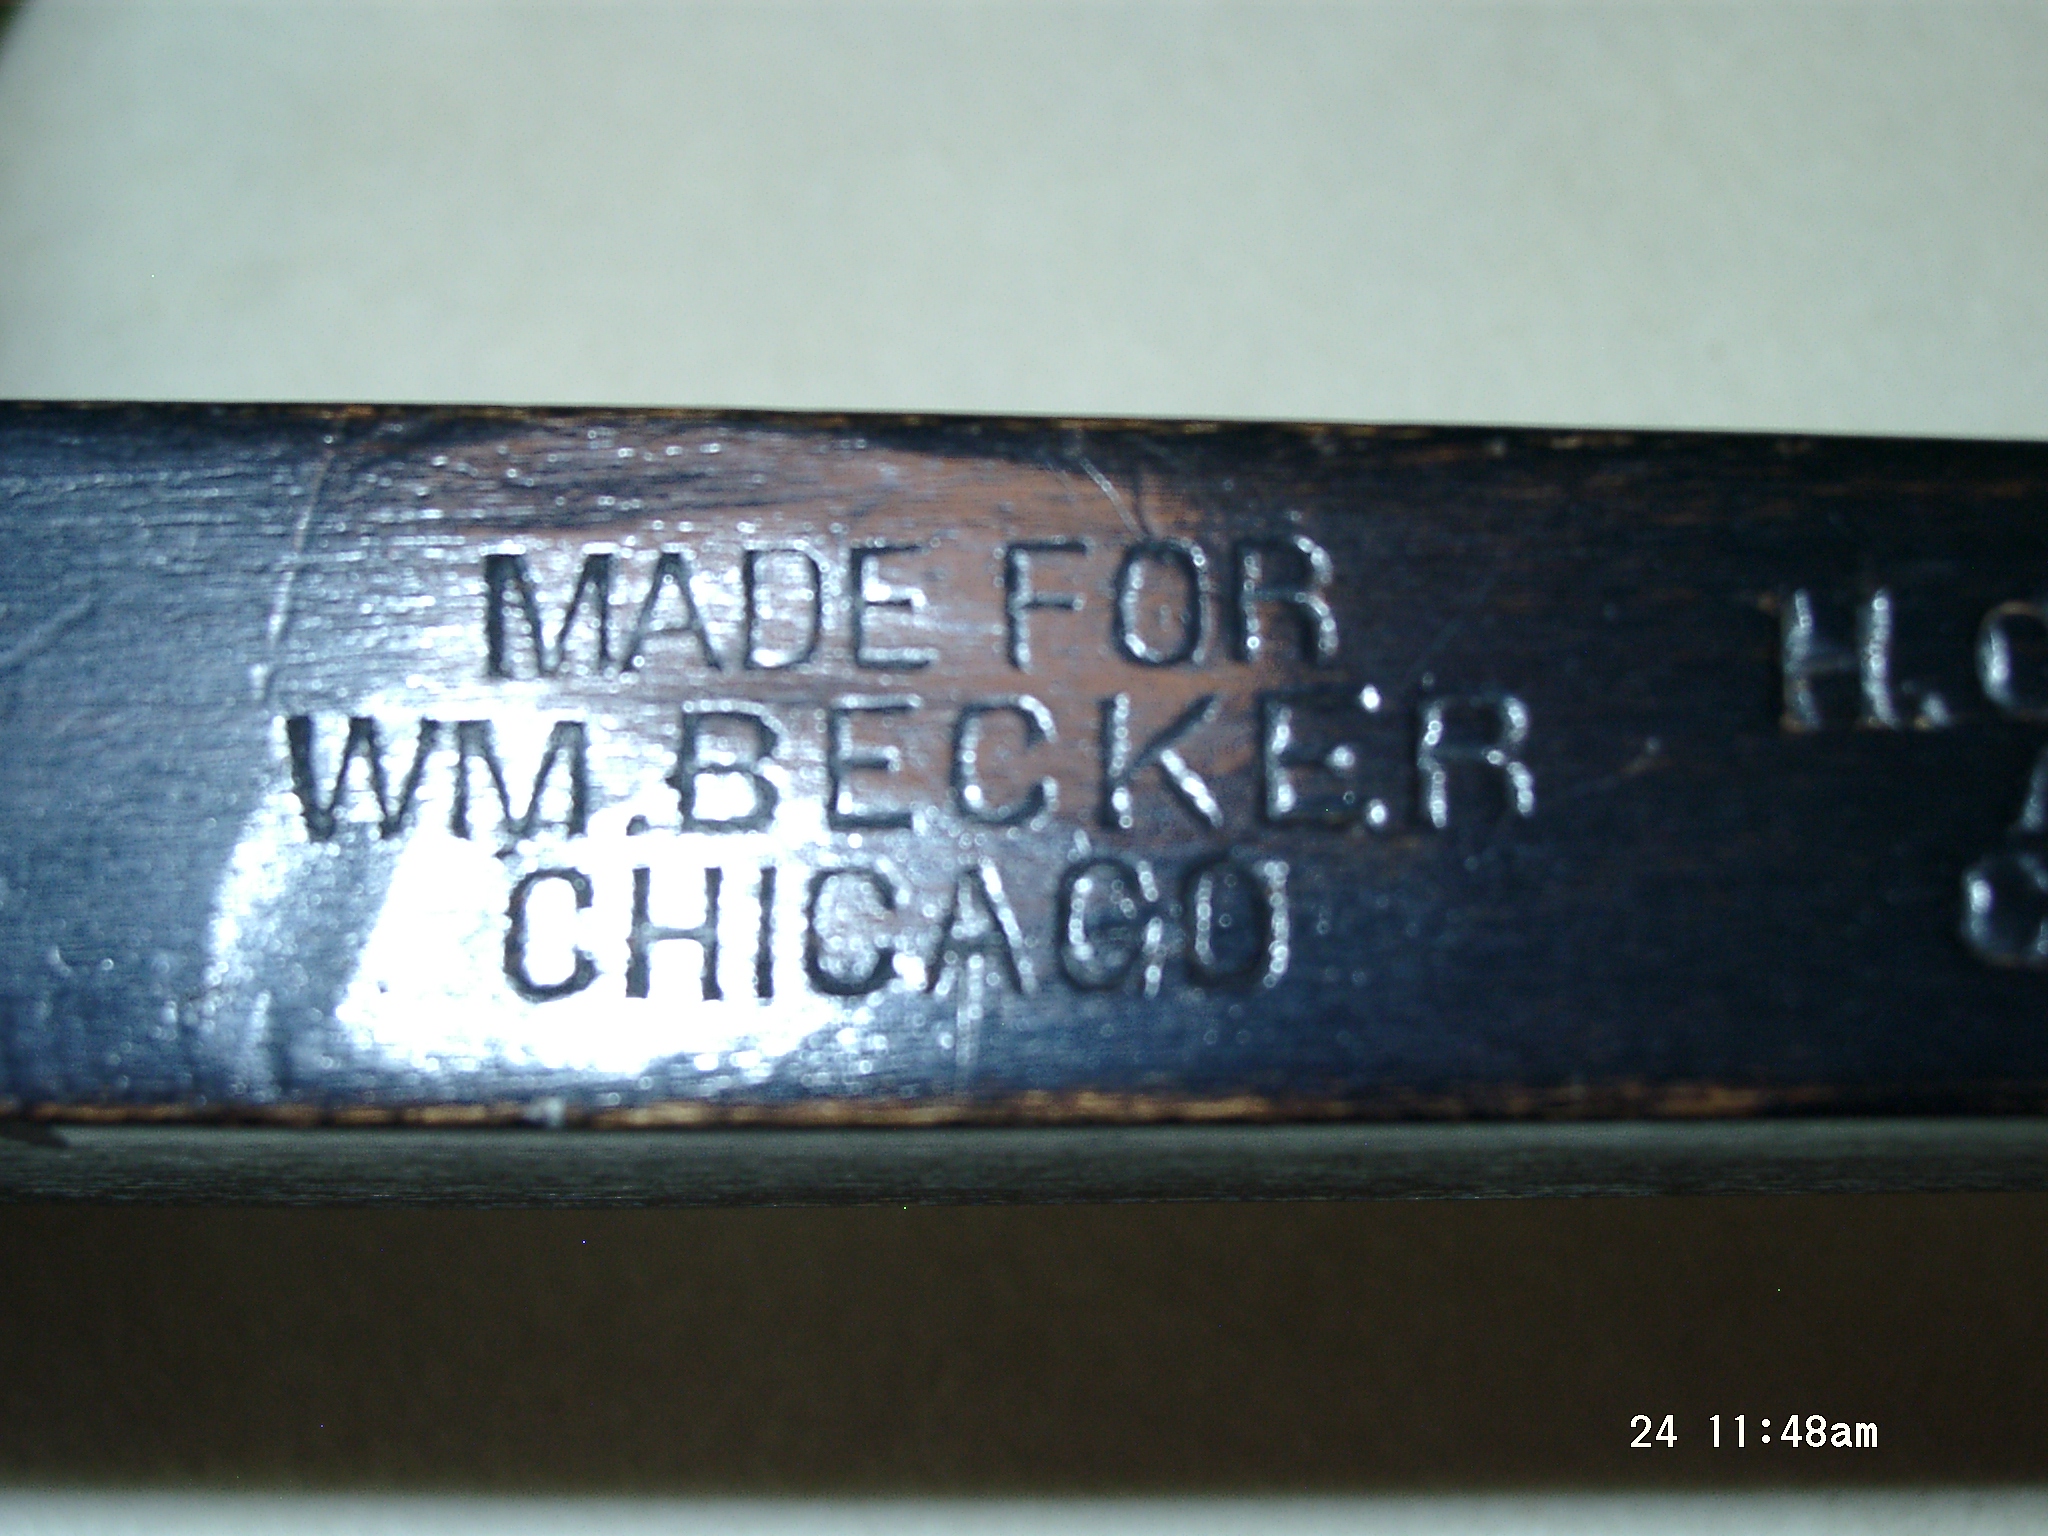 MADE FOR
WM. BECKER
CHICAGO
H.
24 11:48am